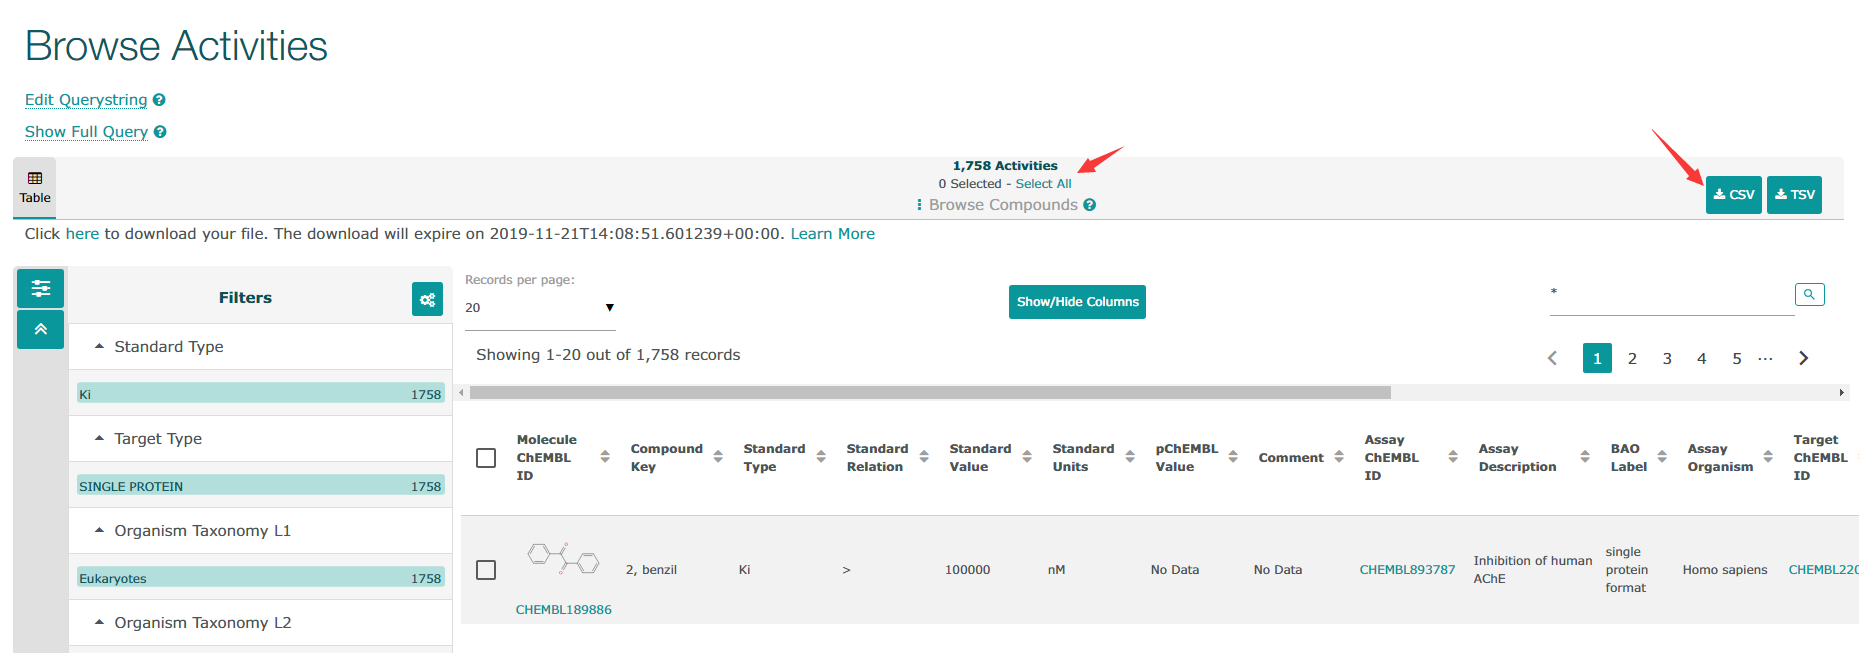 Browse Activities
Edit Querystring ?
Show Full Query ?
Table
1,758 Activities
0 Selected - Select All
Browse Compounds ?
CSV
TSV
Click here to download your file. The download will expire on 2019-11-21T14:08:51.601239+00:00. Learn More
Filters
Standard Type
Ki 1758
Target Type
SINGLE PROTEIN 1758
Organism Taxonomy L1
Eukaryotes 1758
Organism Taxonomy L2
Records per page:
20
Show/Hide Columns
*
Showing 1-20 out of 1,758 records
1 2 3 4 5 ...
Molecule ChEMBL ID
Compound Key
Standard Type
Standard Relation
Standard Value
Standard Units
pChEMBL Value
Comment
Assay ChEMBL ID
Assay Description
BAO Label
Assay Organism
Target ChEMBL ID
CHEMBL189886
2, benzil
Ki
>
100000
nM
No Data
No Data
CHEMBL893787
Inhibition of human AChE
single protein format
Homo sapiens
CHEMBL220